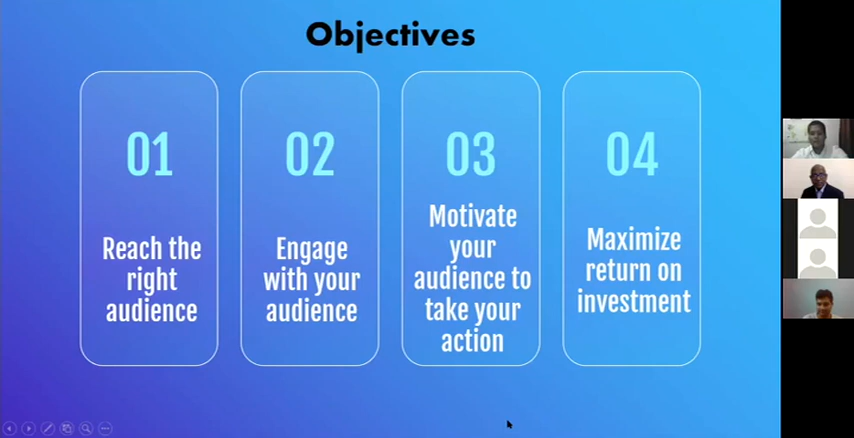 Objectives
01
Reach the
right
audience
02
Engage
with your
audience
03
Motivate
your
audience to
take your
action
04
Maximize
return on
investment